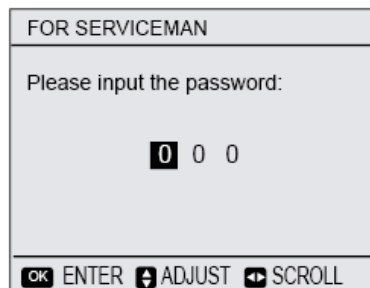 FOR SERVICEMAN
Please input the password:
0 0 0
OK ENTER ADJUST SCROLL